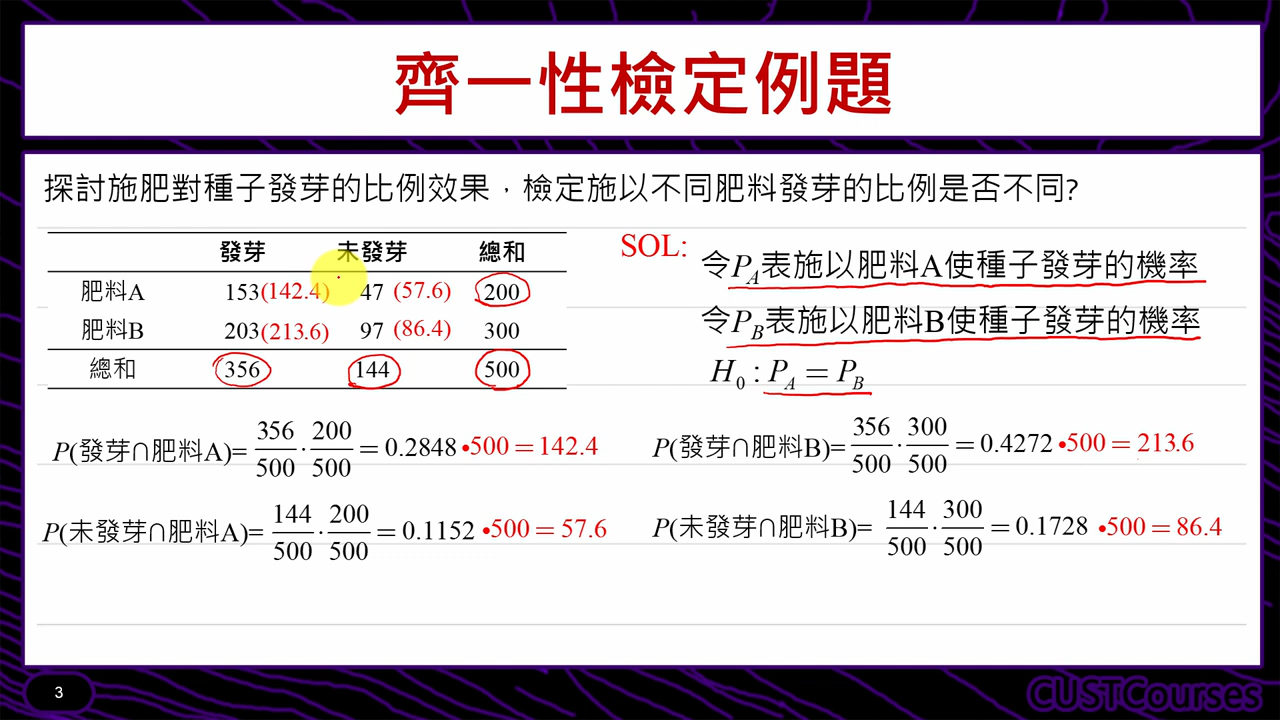 齊一性檢定例題
探討施肥對種子發芽的比例效果，檢定施以不同肥料發芽的比例是否不同?
發芽 未發芽 總和
肥料A 153(142.4) 47 (57.6) 200
肥料B 203(213.6) 97 (86.4) 300
總和 356 144 500
SOL:
令P_A表施以肥料A使種子發芽的機率
令P_B表施以肥料B使種子發芽的機率
H_0 : P_A = P_B
P(發芽∩肥料A)= 356/500 · 200/500 = 0.2848 •500 = 142.4
P(發芽∩肥料B)= 356/500 · 300/500 = 0.4272 •500 = 213.6
P(未發芽∩肥料A)= 144/500 · 200/500 = 0.1152 •500 = 57.6
P(未發芽∩肥料B)= 144/500 · 300/500 = 0.1728 •500 = 86.4
3
CUSTCourses